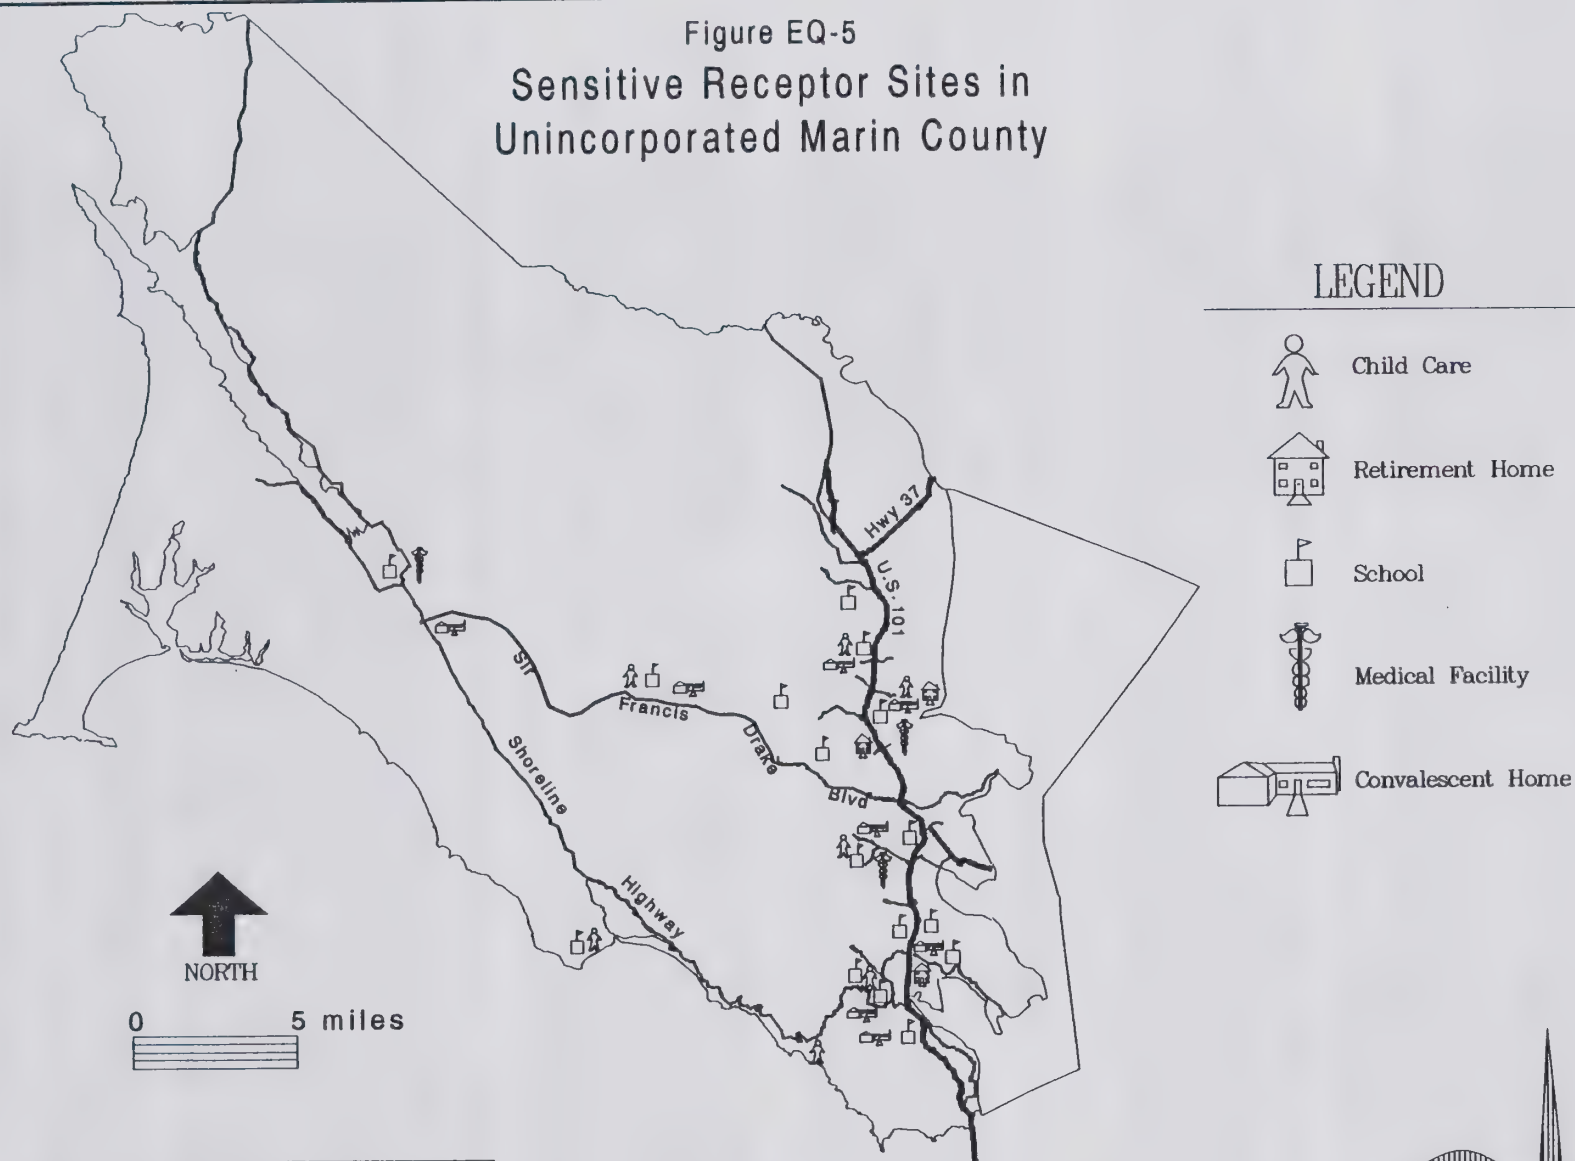 Figure EQ-5
Sensitive Receptor Sites in
Unincorporated Marin County
LEGEND
Child Care
Retirement Home
School
Medical Facility
Convalescent Home
Hwy 37
U.S. 101
Sir
Francis
Drake
Blvd
Shoreline
Highway
NORTH
0 5 miles